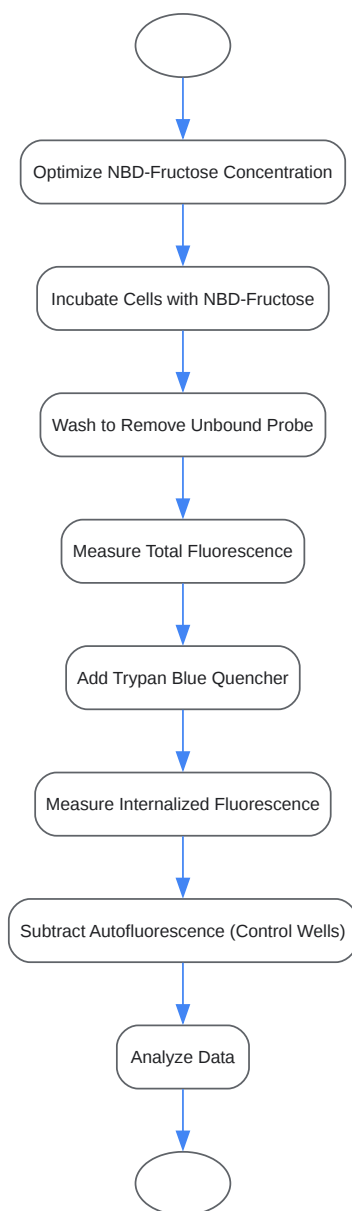 Optimize NBD-Fructose Concentration
Incubate Cells with NBD-Fructose
Wash to Remove Unbound Probe
Measure Total Fluorescence
Add Trypan Blue Quencher
Measure Internalized Fluorescence
Subtract Autofluorescence (Control Wells)
Analyze Data